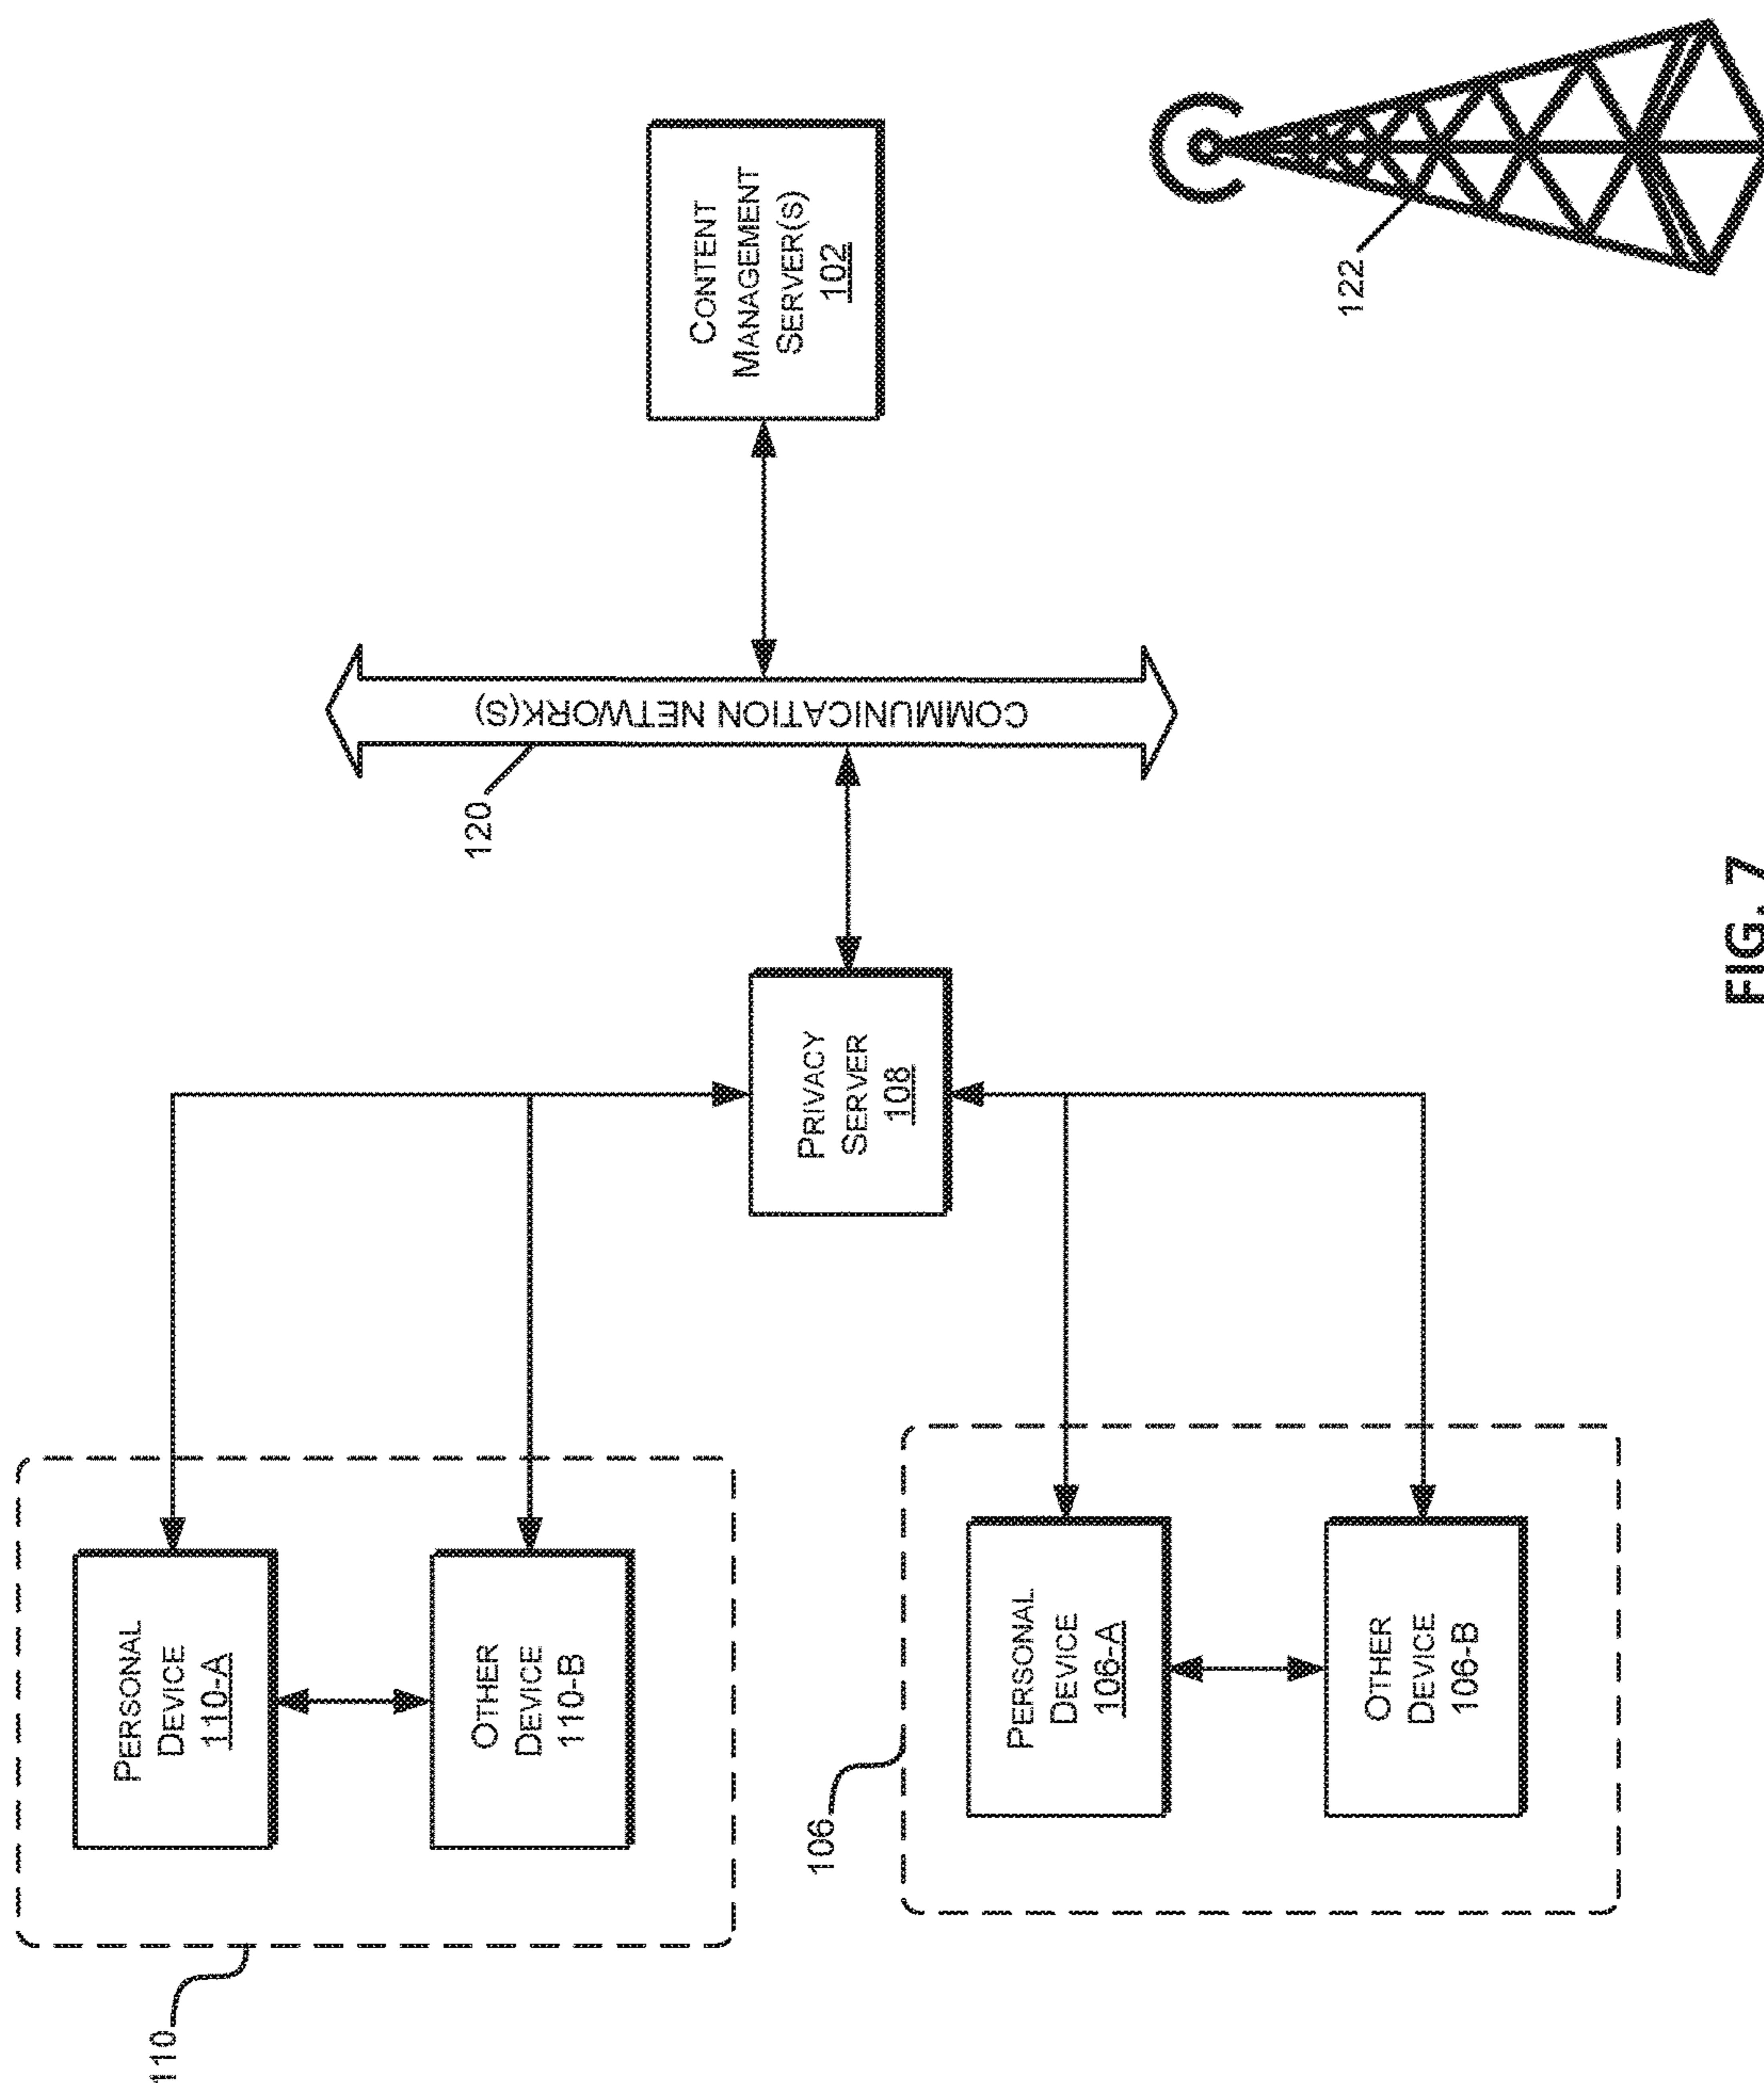 110
PERSONAL
DEVICE
110-A
OTHER
DEVICE
110-B
106
PERSONAL
DEVICE
106-A
OTHER
DEVICE
106-B
PRIVACY
SERVER
108
120
COMMUNICATION NETWORK(S)
CONTENT
MANAGEMENT
SERVER(S)
102
122
FIG. 7